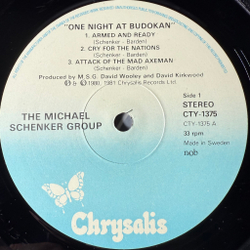 "ONE NIGHT AT BUDOKAN"
1. ARMED AND READY
(Schenker - Barden)
2. CRY FOR THE NATIONS
(Schenker - Barden)
3. ATTACK OF THE MAD AXEMAN
(Schenker - Barden)
Produced by M.S.G. David Wooley and David Kirkwood
℗ & © 1980, 1981 Chrysalis Records Ltd.
THE MICHAEL
SCHENKER GROUP
Side 1
STEREO
CTY-1375
CTY-1375 A
33 rpm
Made in Sweden
ncb
Chrysalis